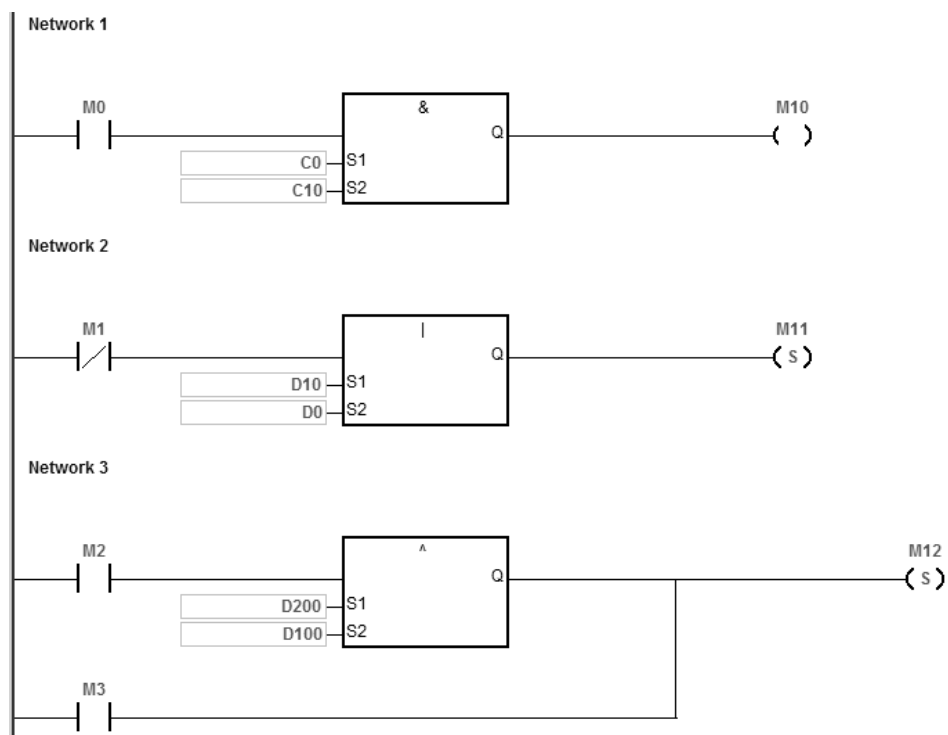 Network 1
M0
&
M10
Q
C0 S1
C10 S2
Network 2
M1
|
M11
Q
( S )
D10 S1
D0 S2
Network 3
M2
^
M12
Q
( S )
D200 S1
D100 S2
M3